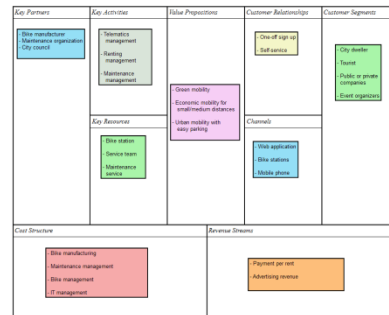 Key Partners
- Bike manufacturer
- Maintenance organization
- City council
Key Activities
- Telematics
management
- Renting
management
- Maintenance
management
Key Resources
- Bike station
- Service team
- Maintenance
service
Value Propositions
- Green mobility
- Economic mobility for
small/medium distances
- Urban mobility with
easy parking
Customer Relationships
- One-off sign up
- Self service
Channels
- Web application
- Bike stations
- Mobile phone
Customer Segments
- City dweller
- Tourist
- Public or private
companies
- Event organizers
Cost Structure
- Bike manufacturing
- Maintenance management
- Bike management
- IT management
Revenue Streams
- Payment per rent
- Advertising revenue